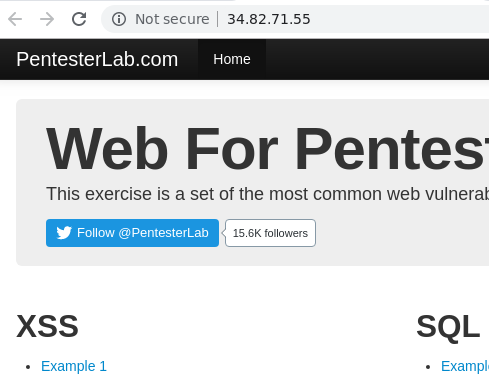 Not secure | 34.82.71.55
PentesterLab.com Home
Web For Pentest
This exercise is a set of the most common web vulnerab
Follow @PentesterLab 15.6K followers
XSS SQL
Example 1 Exampl